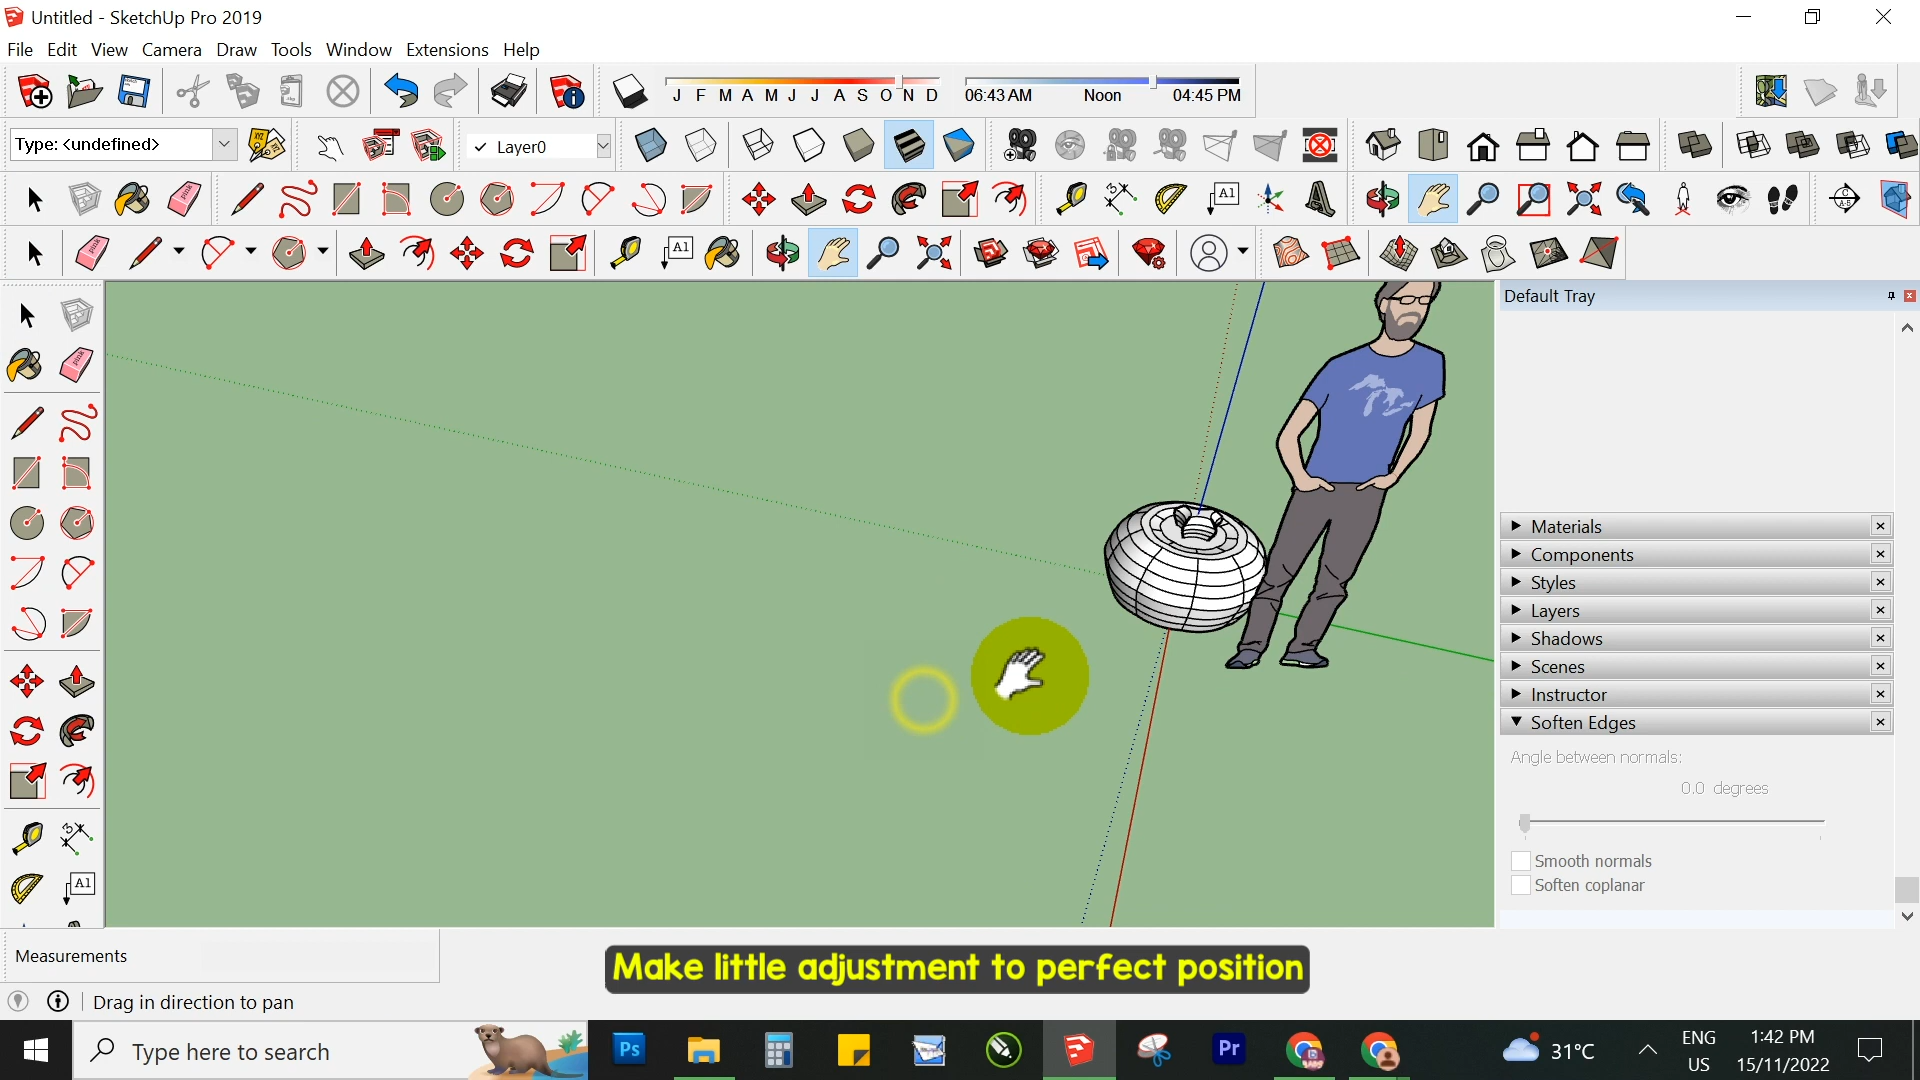 Untitled - SketchUp Pro 2019
File Edit View Camera Draw Tools Window Extensions Help
J F M A M J J A S O N D
06:43 AM Noon 04:45 PM
Type: <undefined>
Layer0
Default Tray
Materials
Components
Styles
Layers
Shadows
Scenes
Instructor
Soften Edges
Angle between normals:
0.0 degrees
Smooth normals
Soften coplanar
Measurements
Make little adjustment to perfect position
Drag in direction to pan
Type here to search
Ps
Pr
31°C
ENG
US
1:42 PM
15/11/2022